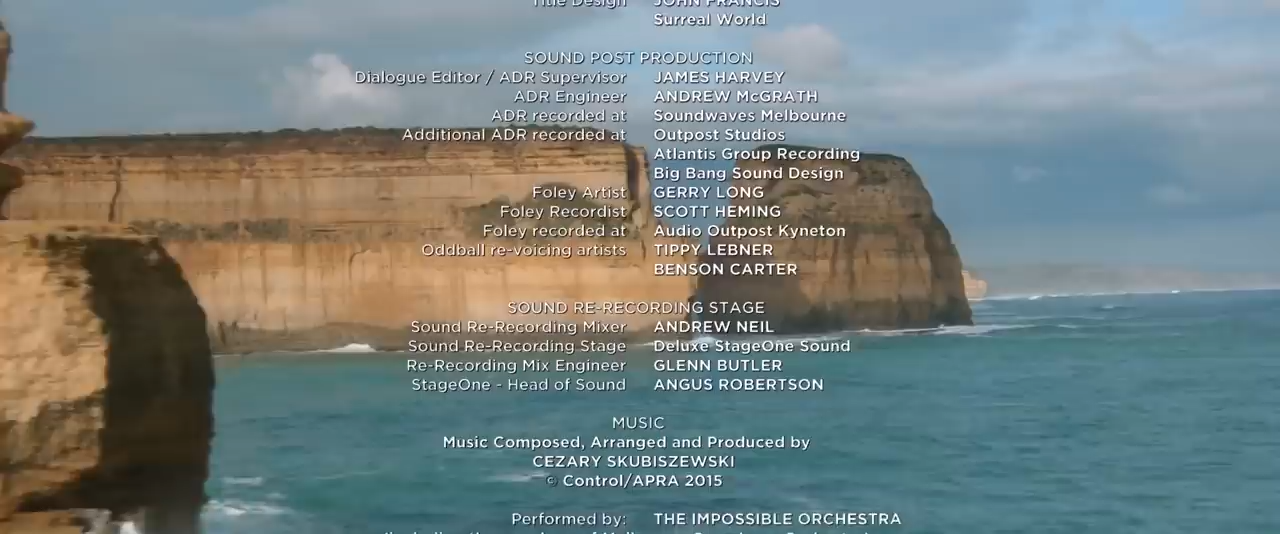 Title Design JOHN FRANCIS
Surreal World
SOUND POST PRODUCTION
Dialogue Editor / ADR Supervisor JAMES HARVEY
ADR Engineer ANDREW McGRATH
ADR recorded at Soundwaves Melbourne
Additional ADR recorded at Outpost Studios
Atlantis Group Recording
Big Bang Sound Design
Foley Artist GERRY LONG
Foley Recordist SCOTT HEMING
Foley recorded at Audio Outpost Kyneton
Oddball re-voicing artists TIPPY LEBNER
BENSON CARTER
SOUND RE-RECORDING STAGE
Sound Re-Recording Mixer ANDREW NEIL
Sound Re-Recording Stage Deluxe StageOne Sound
Re-Recording Mix Engineer GLENN BUTLER
StageOne - Head of Sound ANGUS ROBERTSON
MUSIC
Music Composed, Arranged and Produced by
CEZARY SKUBISZEWSKI
© Control/APRA 2015
Performed by: THE IMPOSSIBLE ORCHESTRA